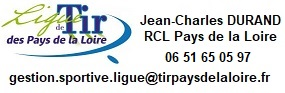 Ligue
de Tir
des Pays de la Loire
Jean-Charles DURAND
RCL Pays de la Loire
06 51 65 05 97
gestion.sportive.ligue@tirpaysdelaloire.fr